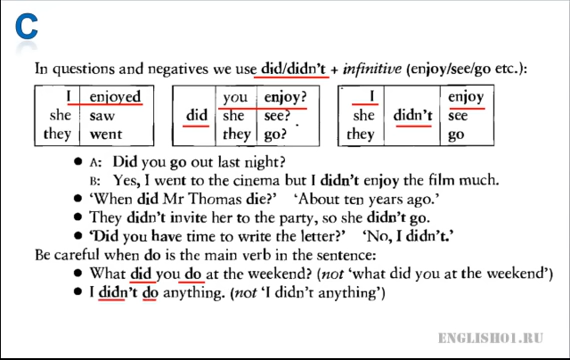 C
In questions and negatives we use did/didn't + infinitive (enjoy/see/go etc.):
I enjoyed
she saw
they went
did
you enjoy?
she see?
they go?
I
she
they
didn't
enjoy
see
go
• A: Did you go out last night?
B: Yes, I went to the cinema but I didn't enjoy the film much.
• 'When did Mr Thomas die?' 'About ten years ago.'
• They didn't invite her to the party, so she didn't go.
• 'Did you have time to write the letter?' 'No, I didn't.'
Be careful when do is the main verb in the sentence:
• What did you do at the weekend? (not 'what did you at the weekend')
• I didn't do anything. (not 'I didn't anything')
ENGLISH01.RU